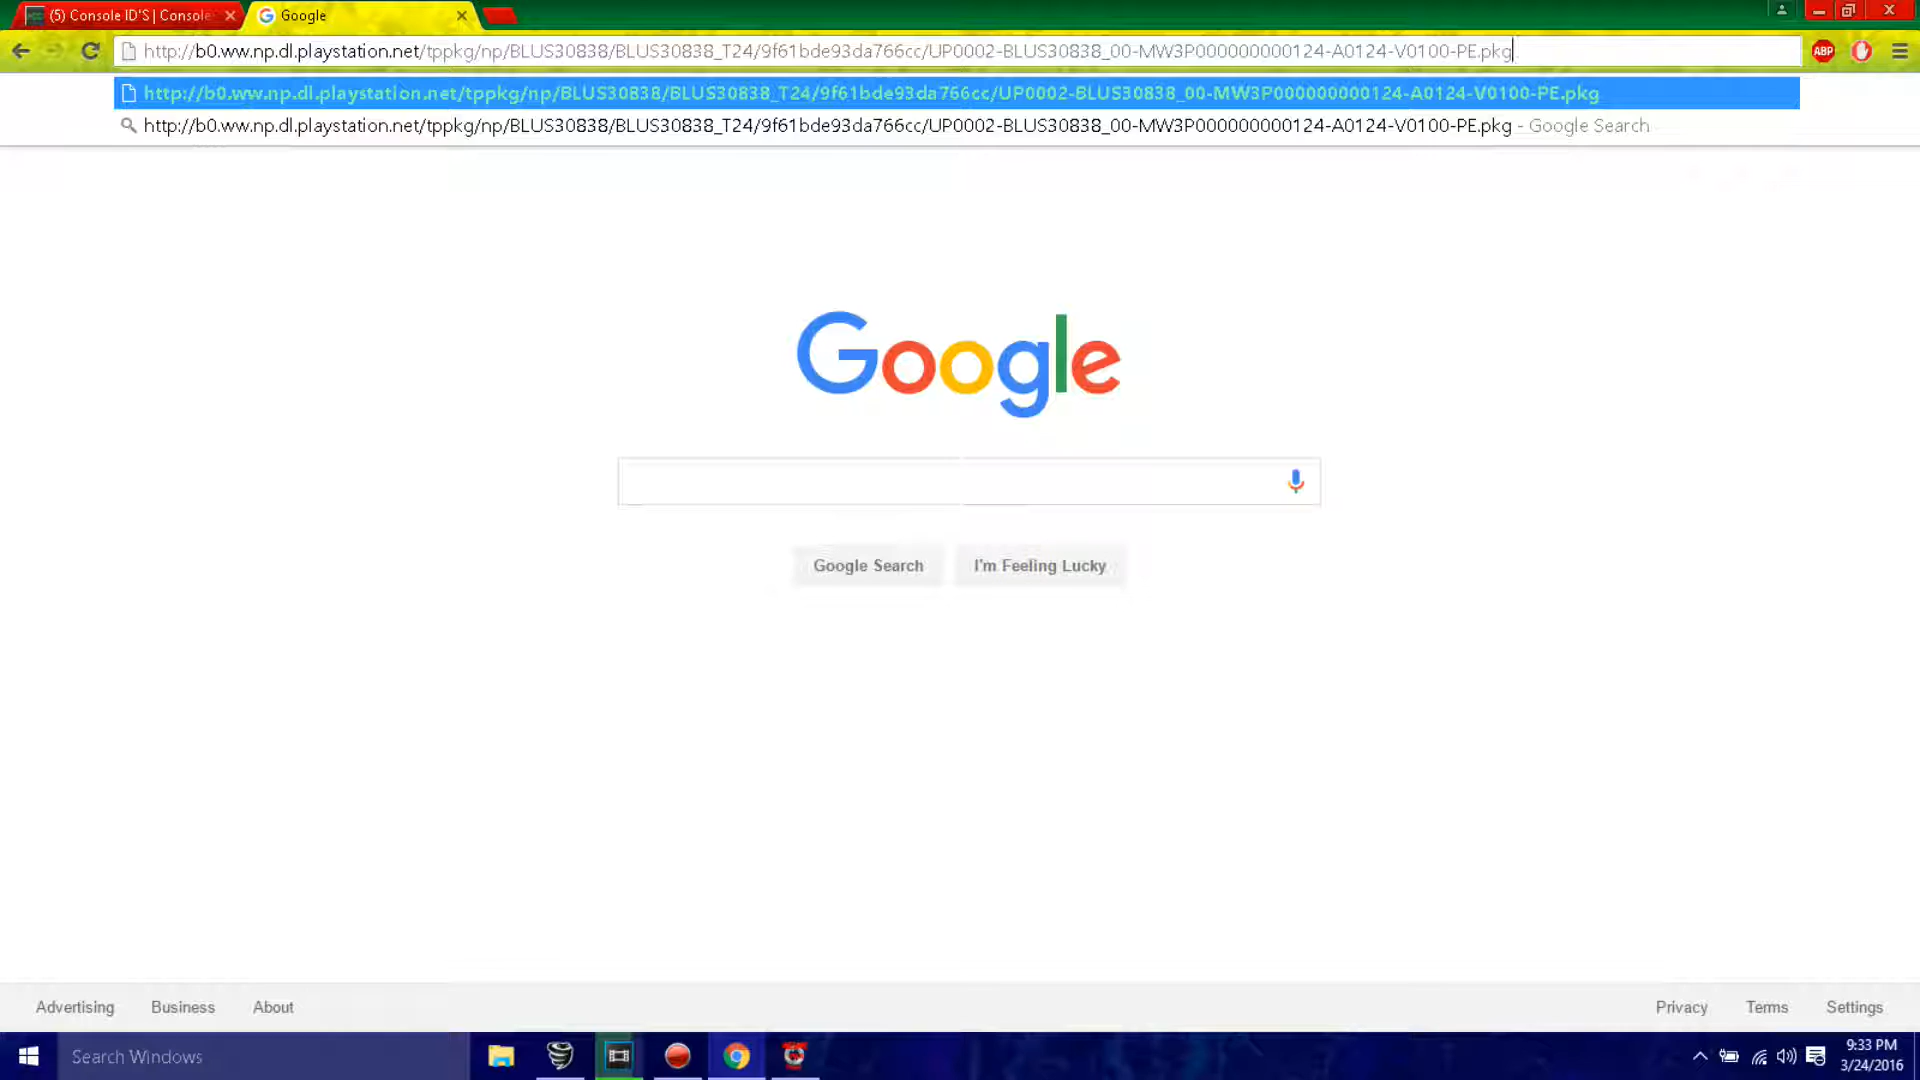 (5) Console ID'S | Console
Google
http://b0.ww.np.dl.playstation.net/tppkg/np/BLUS30838/BLUS30838_T24/9f61bde93da766cc/UP0002-BLUS30838_00-MW3P000000000124-A0124-V0100-PE.pkg
ABP
http://b0.ww.np.dl.playstation.net/tppkg/np/BLUS30838/BLUS30838_T24/9f61bde93da766cc/UP0002-BLUS30838_00-MW3P000000000124-A0124-V0100-PE.pkg
http://b0.ww.np.dl.playstation.net/tppkg/np/BLUS30838/BLUS30838_T24/9f61bde93da766cc/UP0002-BLUS30838_00-MW3P000000000124-A0124-V0100-PE.pkg - Google Search
Google
Google Search I'm Feeling Lucky
Advertising Business About Privacy Terms Settings
Search Windows
9:33 PM
3/24/2016